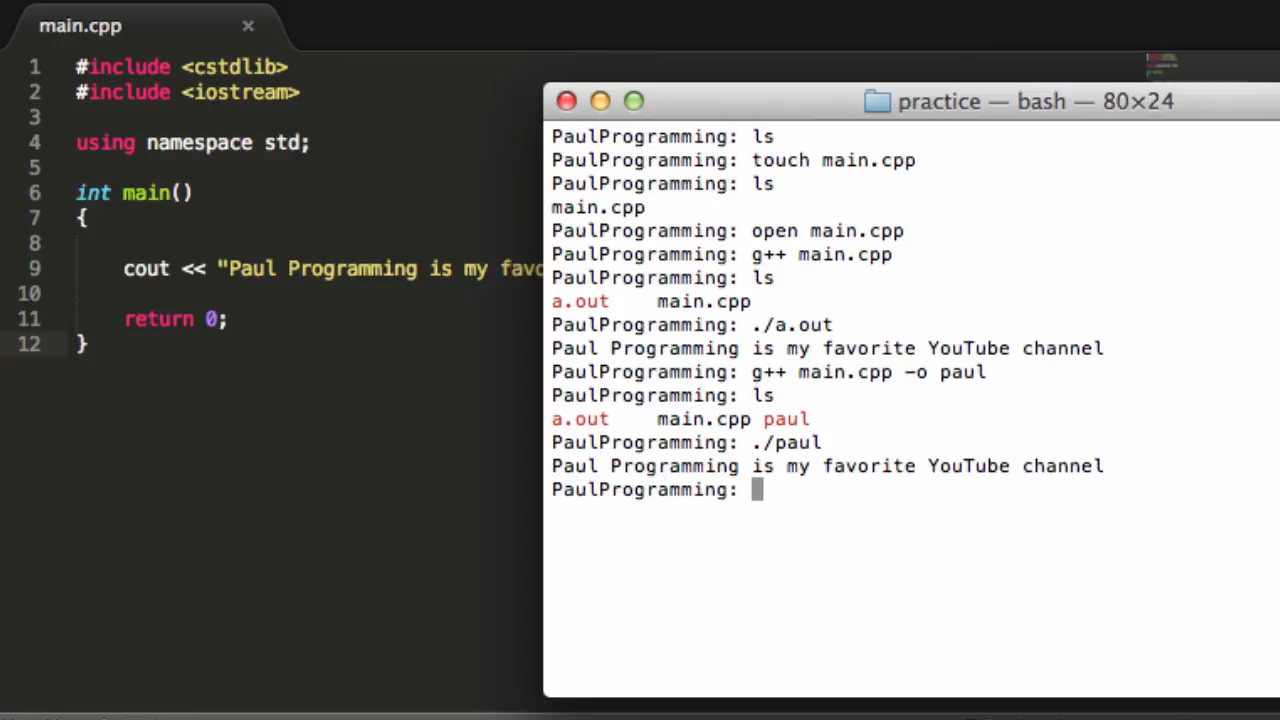 main.cpp ×
1 #include <cstdlib>
2 #include <iostream>
3
4 using namespace std;
5
6 int main()
7 {
8
9 cout << "Paul Programming is my favo
10
11 return 0;
12 }
practice — bash — 80×24
PaulProgramming: ls
PaulProgramming: touch main.cpp
PaulProgramming: ls
main.cpp
PaulProgramming: open main.cpp
PaulProgramming: g++ main.cpp
PaulProgramming: ls
a.out main.cpp
PaulProgramming: ./a.out
Paul Programming is my favorite YouTube channel
PaulProgramming: g++ main.cpp -o paul
PaulProgramming: ls
a.out main.cpp paul
PaulProgramming: ./paul
Paul Programming is my favorite YouTube channel
PaulProgramming: